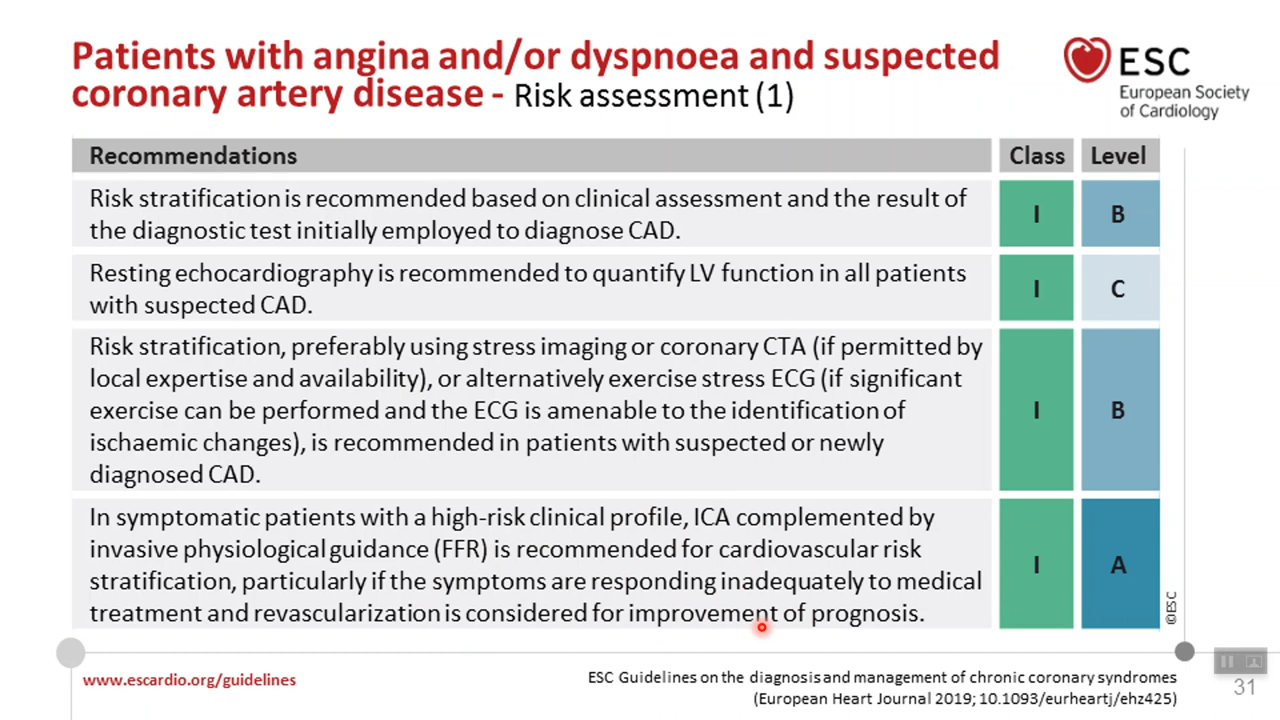 Patients with angina and/or dyspnoea and suspected
coronary artery disease - Risk assessment (1)
ESC
European Society
of Cardiology
Recommendations Class Level
Risk stratification is recommended based on clinical assessment and the result of
the diagnostic test initially employed to diagnose CAD.
I B
Resting echocardiography is recommended to quantify LV function in all patients
with suspected CAD.
I C
Risk stratification, preferably using stress imaging or coronary CTA (if permitted by
local expertise and availability), or alternatively exercise stress ECG (if significant
exercise can be performed and the ECG is amenable to the identification of
ischaemic changes), is recommended in patients with suspected or newly
diagnosed CAD.
I B
In symptomatic patients with a high-risk clinical profile, ICA complemented by
invasive physiological guidance (FFR) is recommended for cardiovascular risk
stratification, particularly if the symptoms are responding inadequately to medical
treatment and revascularization is considered for improvement of prognosis.
I A
©ESC
www.escardio.org/guidelines
ESC Guidelines on the diagnosis and management of chronic coronary syndromes
(European Heart Journal 2019; 10.1093/eurheartj/ehz425)
31